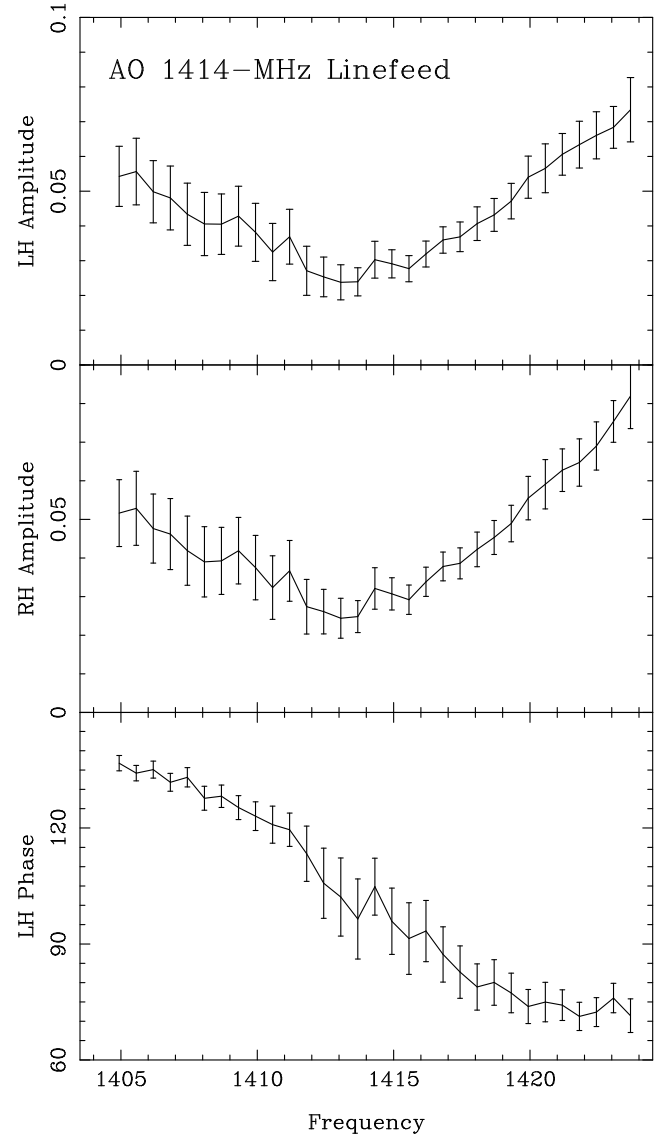 AO 1414−MHz Linefeed
0.1
LH Amplitude
0.05
0
RH Amplitude
0.05
0
LH Phase
120
90
60
1405 1410 1415 1420
Frequency